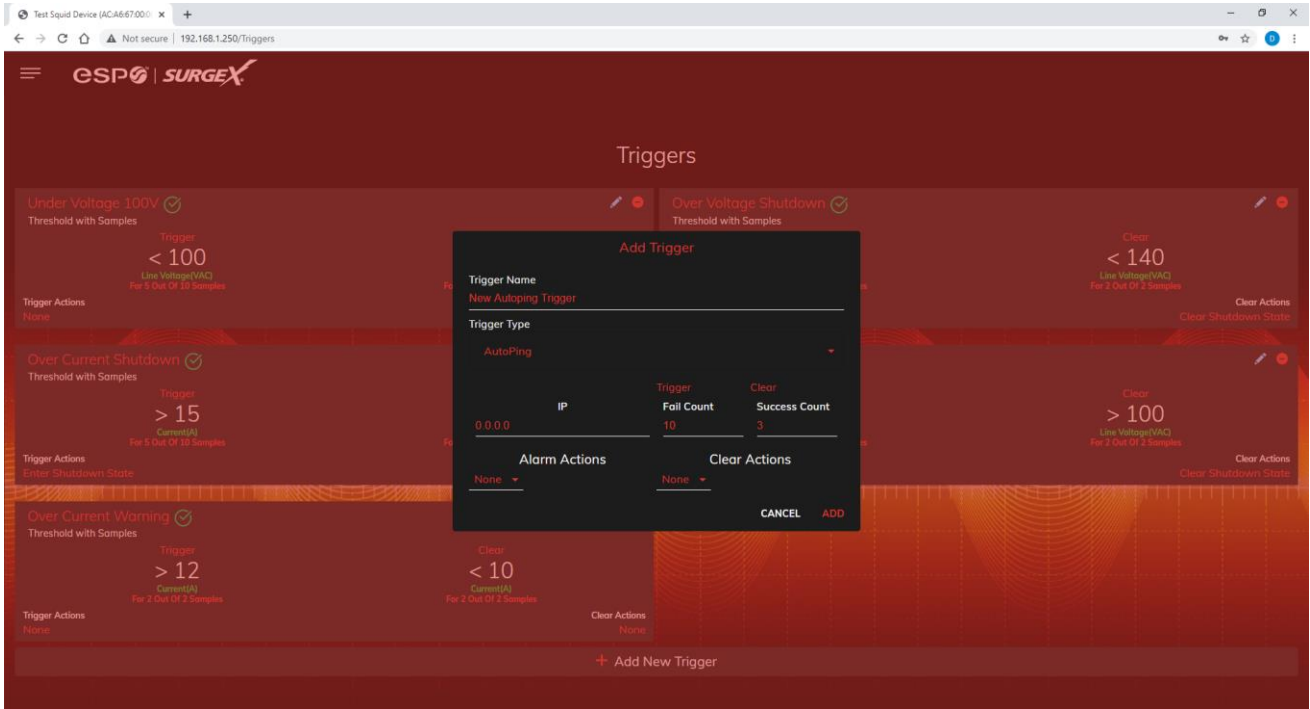 Test Squid Device (AC:A6:67:00:0
Not secure | 192.168.1.250/Triggers
D
esp | SURGEX
Triggers
Under Voltage 100V
Threshold with Samples
Trigger
< 100
Line Voltage(VAC)
For 5 Out Of 10 Samples
Trigger Actions
None
Over Voltage Shutdown
Threshold with Samples
Clear
< 140
Line Voltage(VAC)
For 2 Out Of 2 Samples
Clear Actions
Clear Shutdown State
Over Current Shutdown
Threshold with Samples
Trigger
> 15
Current(A)
For 5 Out Of 10 Samples
Trigger Actions
Enter Shutdown State
Clear
> 100
Line Voltage(VAC)
For 2 Out Of 2 Samples
Clear Actions
Clear Shutdown State
Over Current Warning
Threshold with Samples
Trigger
> 12
Current(A)
For 2 Out Of 2 Samples
Trigger Actions
None
Clear
< 10
Current(A)
For 2 Out Of 2 Samples
Clear Actions
None
Add Trigger
Trigger Name
New Autoping Trigger
Trigger Type
AutoPing
Trigger Clear
IP Fail Count Success Count
0.0.0.0 10 3
Alarm Actions Clear Actions
None None
CANCEL ADD
+ Add New Trigger